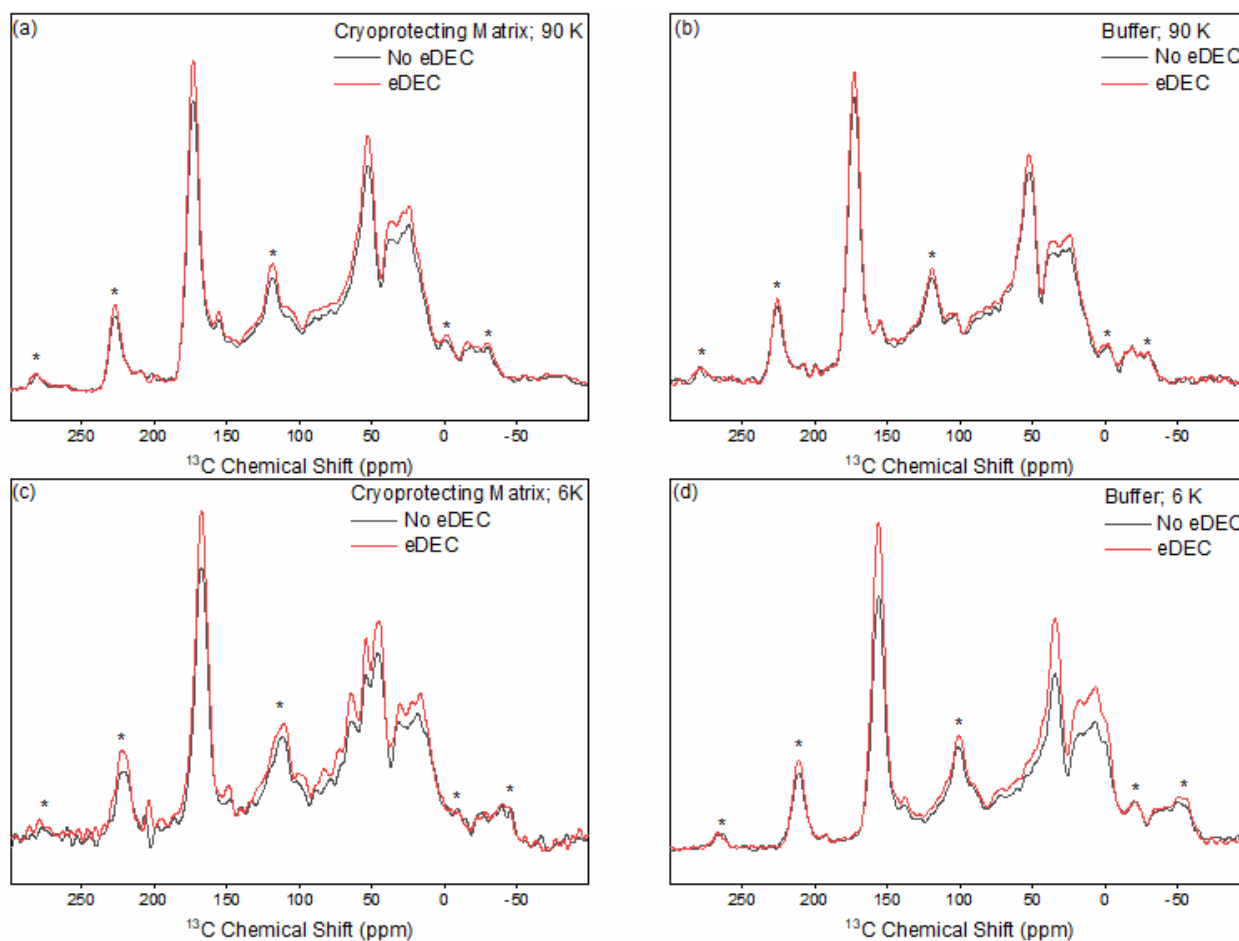 (a)
Cryoprotecting Matrix; 90 K
No eDEC
eDEC
*
*
*
*
*
250 200 150 100 50 0 -50
¹³C Chemical Shift (ppm)
(b)
Buffer; 90 K
No eDEC
eDEC
*
*
*
*
*
250 200 150 100 50 0 -50
¹³C Chemical Shift (ppm)
(c)
Cryoprotecting Matrix; 6K
No eDEC
eDEC
*
*
*
*
*
250 200 150 100 50 0 -50
¹³C Chemical Shift (ppm)
(d)
Buffer; 6 K
No eDEC
eDEC
*
*
*
*
*
250 200 150 100 50 0 -50
¹³C Chemical Shift (ppm)